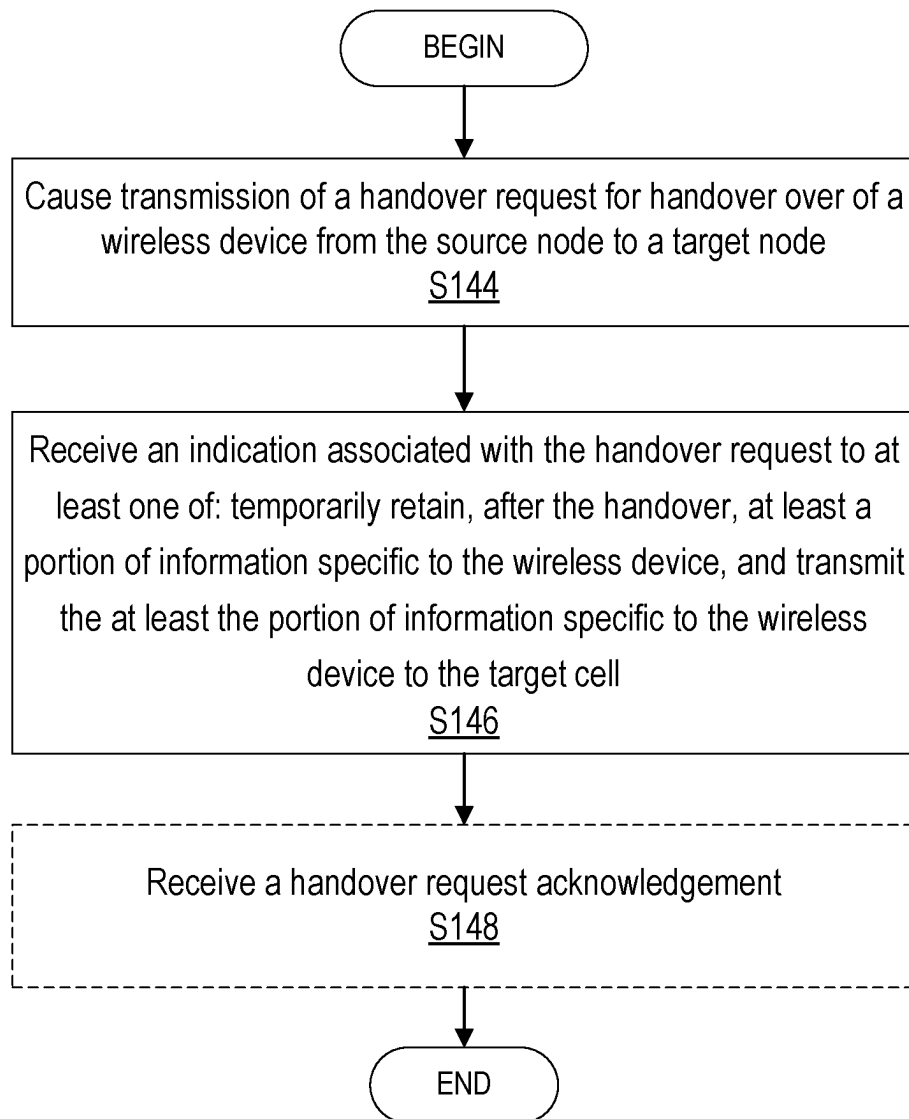 BEGIN
Cause transmission of a handover request for handover over of a
wireless device from the source node to a target node
S144
Receive an indication associated with the handover request to at
least one of: temporarily retain, after the handover, at least a
portion of information specific to the wireless device, and transmit
the at least the portion of information specific to the wireless
device to the target cell
S146
Receive a handover request acknowledgement
S148
END